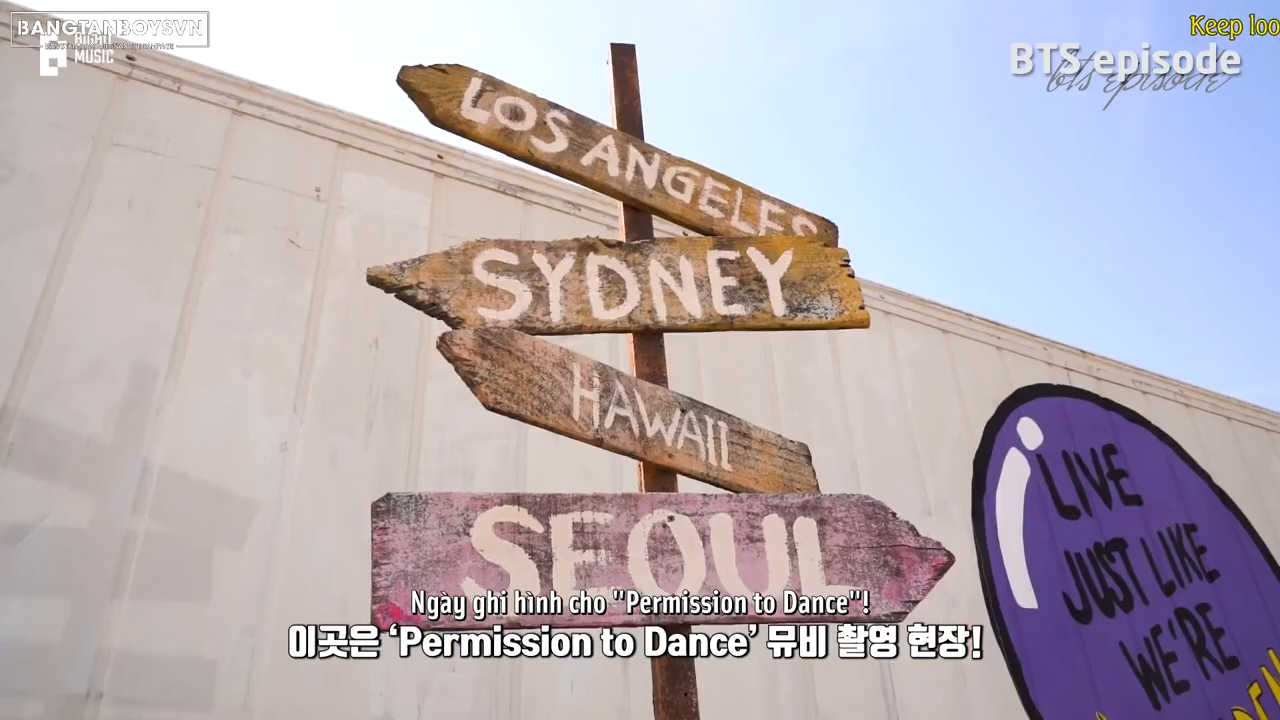 BANGTANBOYSVN
BIGHIT
MUSIC
Keep loo
BTS episode
bts episode
LOS ANGELES
SYDNEY
HAWAII
SEOUL
LIVE
JUST LIKE
WE'RE
Ngày ghi hình cho "Permission to Dance"!
이곳은 ‘Permission to Dance’ 뮤비 촬영 현장!